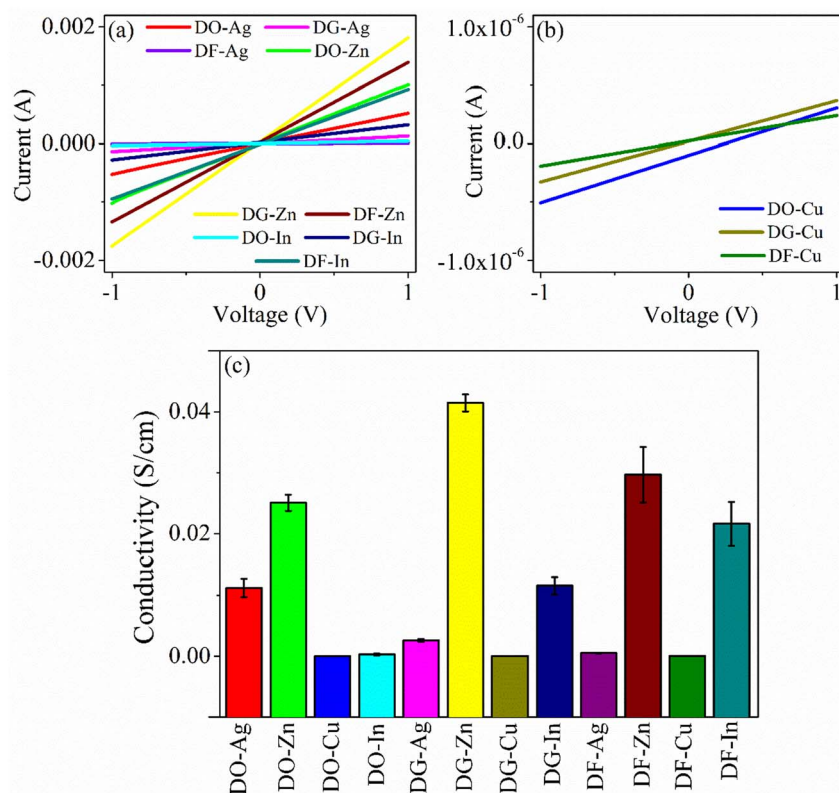 (a)
DO-Ag DG-Ag
DF-Ag DO-Zn
0.002
0.000
-0.002
Current (A)
DG-Zn DF-Zn
DO-In DG-In
DF-In
-1 0 1
Voltage (V)
(b)
1.0x10-6
0.0
-1.0x10-6
Current (A)
DO-Cu
DG-Cu
DF-Cu
-1 0 1
Voltage (V)
(c)
0.04
0.02
0.00
Conductivity (S/cm)
DO-Ag DO-Zn DO-Cu DO-In DG-Ag DG-Zn DG-Cu DG-In DF-Ag DF-Zn DF-Cu DF-In